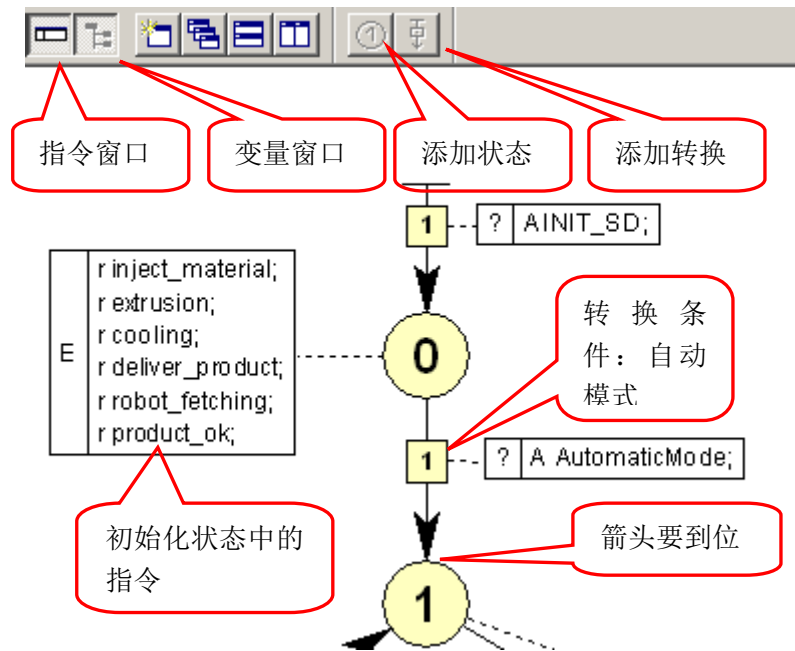 1
指令窗口
变量窗口
添加状态
添加转换
1
? AINIT_SD;
E
r inject_material;
r extrusion;
r cooling;
r deliver_product;
r robot_fetching;
r product_ok;
0
转换条
件：自动
模式
1
? A AutomaticMode;
初始化状态中的
指令
箭头要到位
1